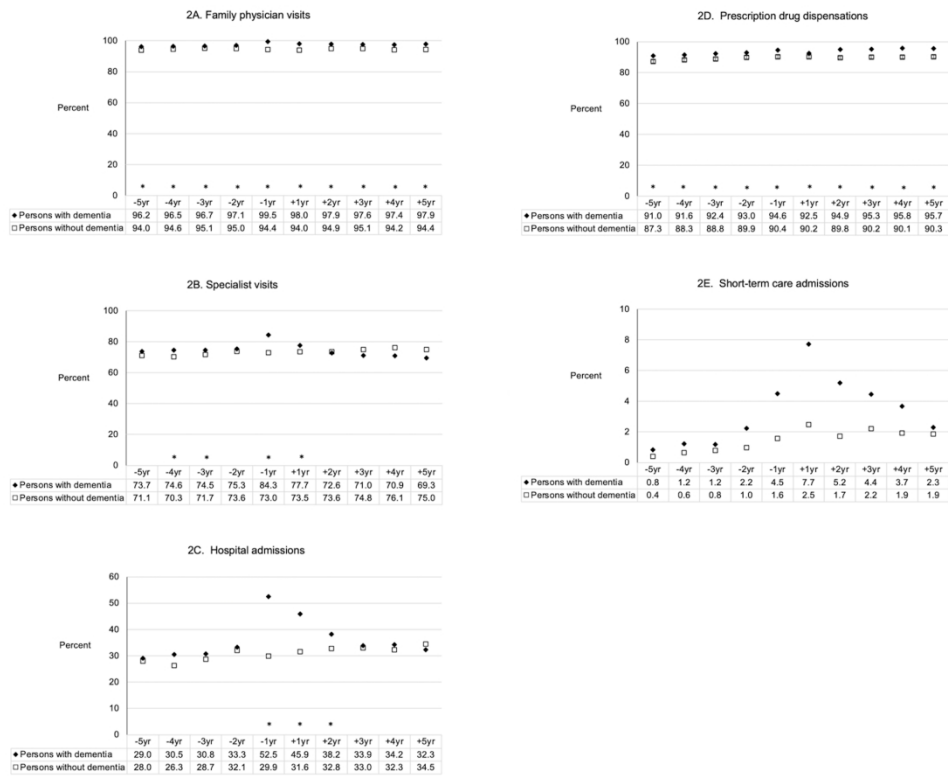 2A. Family physician visits
100
80
60
40
20
0
Percent
* * * * * * * * * *
-5yr -4yr -3yr -2yr -1yr +1yr +2yr +3yr +4yr +5yr
♦ Persons with dementia 96.2 96.5 96.7 97.1 99.5 98.0 97.9 97.6 97.4 97.9
□ Persons without dementia 94.0 94.6 95.1 95.0 94.4 94.0 94.9 95.1 94.2 94.4
2B. Specialist visits
100
80
60
40
20
0
Percent
* * * *
-5yr -4yr -3yr -2yr -1yr +1yr +2yr +3yr +4yr +5yr
♦ Persons with dementia 73.7 74.6 74.5 75.3 84.3 77.7 72.6 71.0 70.9 69.3
□ Persons without dementia 71.1 70.3 71.7 73.6 73.0 73.5 73.6 74.8 76.1 75.0
2C. Hospital admissions
60
50
40
30
20
10
0
Percent
* * *
-5yr -4yr -3yr -2yr -1yr +1yr +2yr +3yr +4yr +5yr
♦ Persons with dementia 29.0 30.5 30.8 33.3 52.5 45.9 38.2 33.9 34.2 32.3
□ Persons without dementia 28.0 26.3 28.7 32.1 29.9 31.6 32.8 33.0 32.3 34.5
2D. Prescription drug dispensations
100
80
60
40
20
0
Percent
* * * * * * * * * *
-5yr -4yr -3yr -2yr -1yr +1yr +2yr +3yr +4yr +5yr
♦ Persons with dementia 91.0 91.6 92.4 93.0 94.6 92.5 94.9 95.3 95.8 95.7
□ Persons without dementia 87.3 88.3 88.8 89.9 90.4 90.2 89.8 90.2 90.1 90.3
2E. Short-term care admissions
10
8
6
4
2
0
Percent
-5yr -4yr -3yr -2yr -1yr +1yr +2yr +3yr +4yr +5yr
♦ Persons with dementia 0.8 1.2 1.2 2.2 4.5 7.7 5.2 4.4 3.7 2.3
□ Persons without dementia 0.4 0.6 0.8 1.0 1.6 2.5 1.7 2.2 1.9 1.9